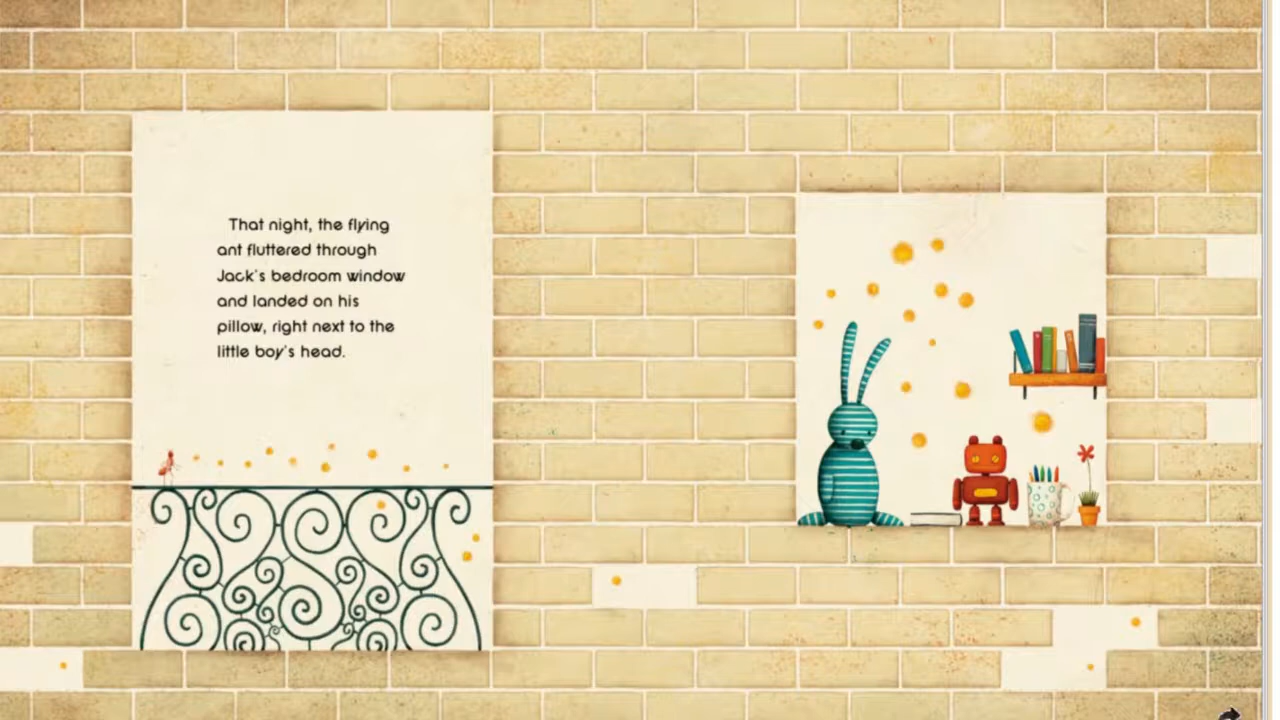 That night, the flying
ant fluttered through
Jack's bedroom window
and landed on his
pillow, right next to the
little boy's head.